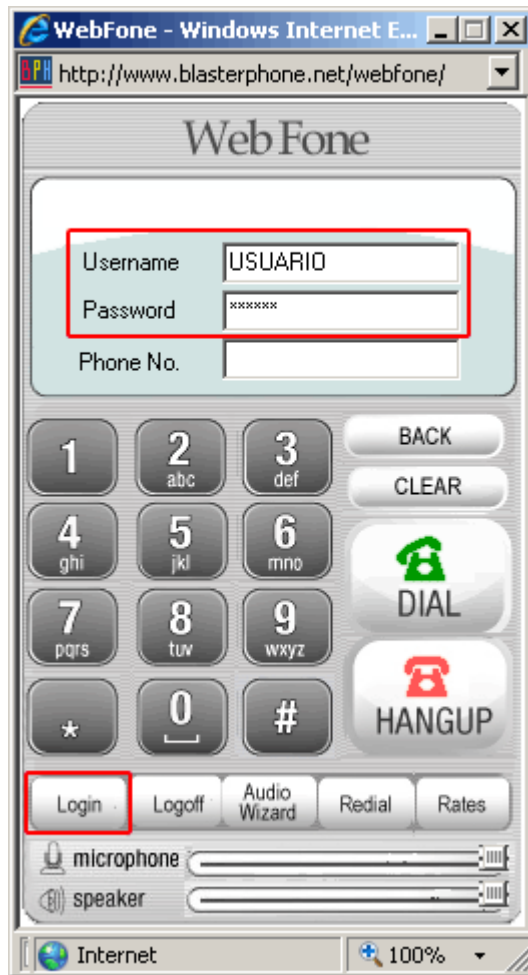 WebFone - Windows Internet E...
BPH http://www.blasterphone.net/webfone/
Web Fone
Username USUARIO
Password ******
Phone No.
1 2 abc 3 def BACK
CLEAR
4 ghi 5 jkl 6 mno DIAL
7 pqrs 8 tuv 9 wxyz
* 0 # HANGUP
Login Logoff Audio Wizard Redial Rates
microphone
speaker
Internet 100%